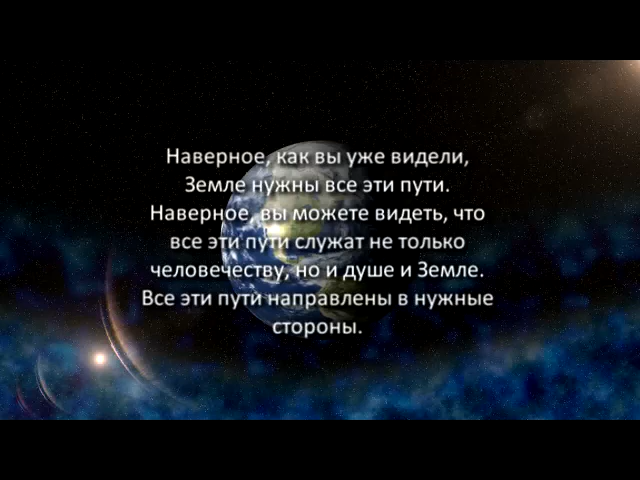 Наверное, как вы уже видели,
Земле нужны все эти пути.
Наверное, вы можете видеть, что
все эти пути служат не только
человечеству, но и душе и Земле.
Все эти пути направлены в нужные
стороны.